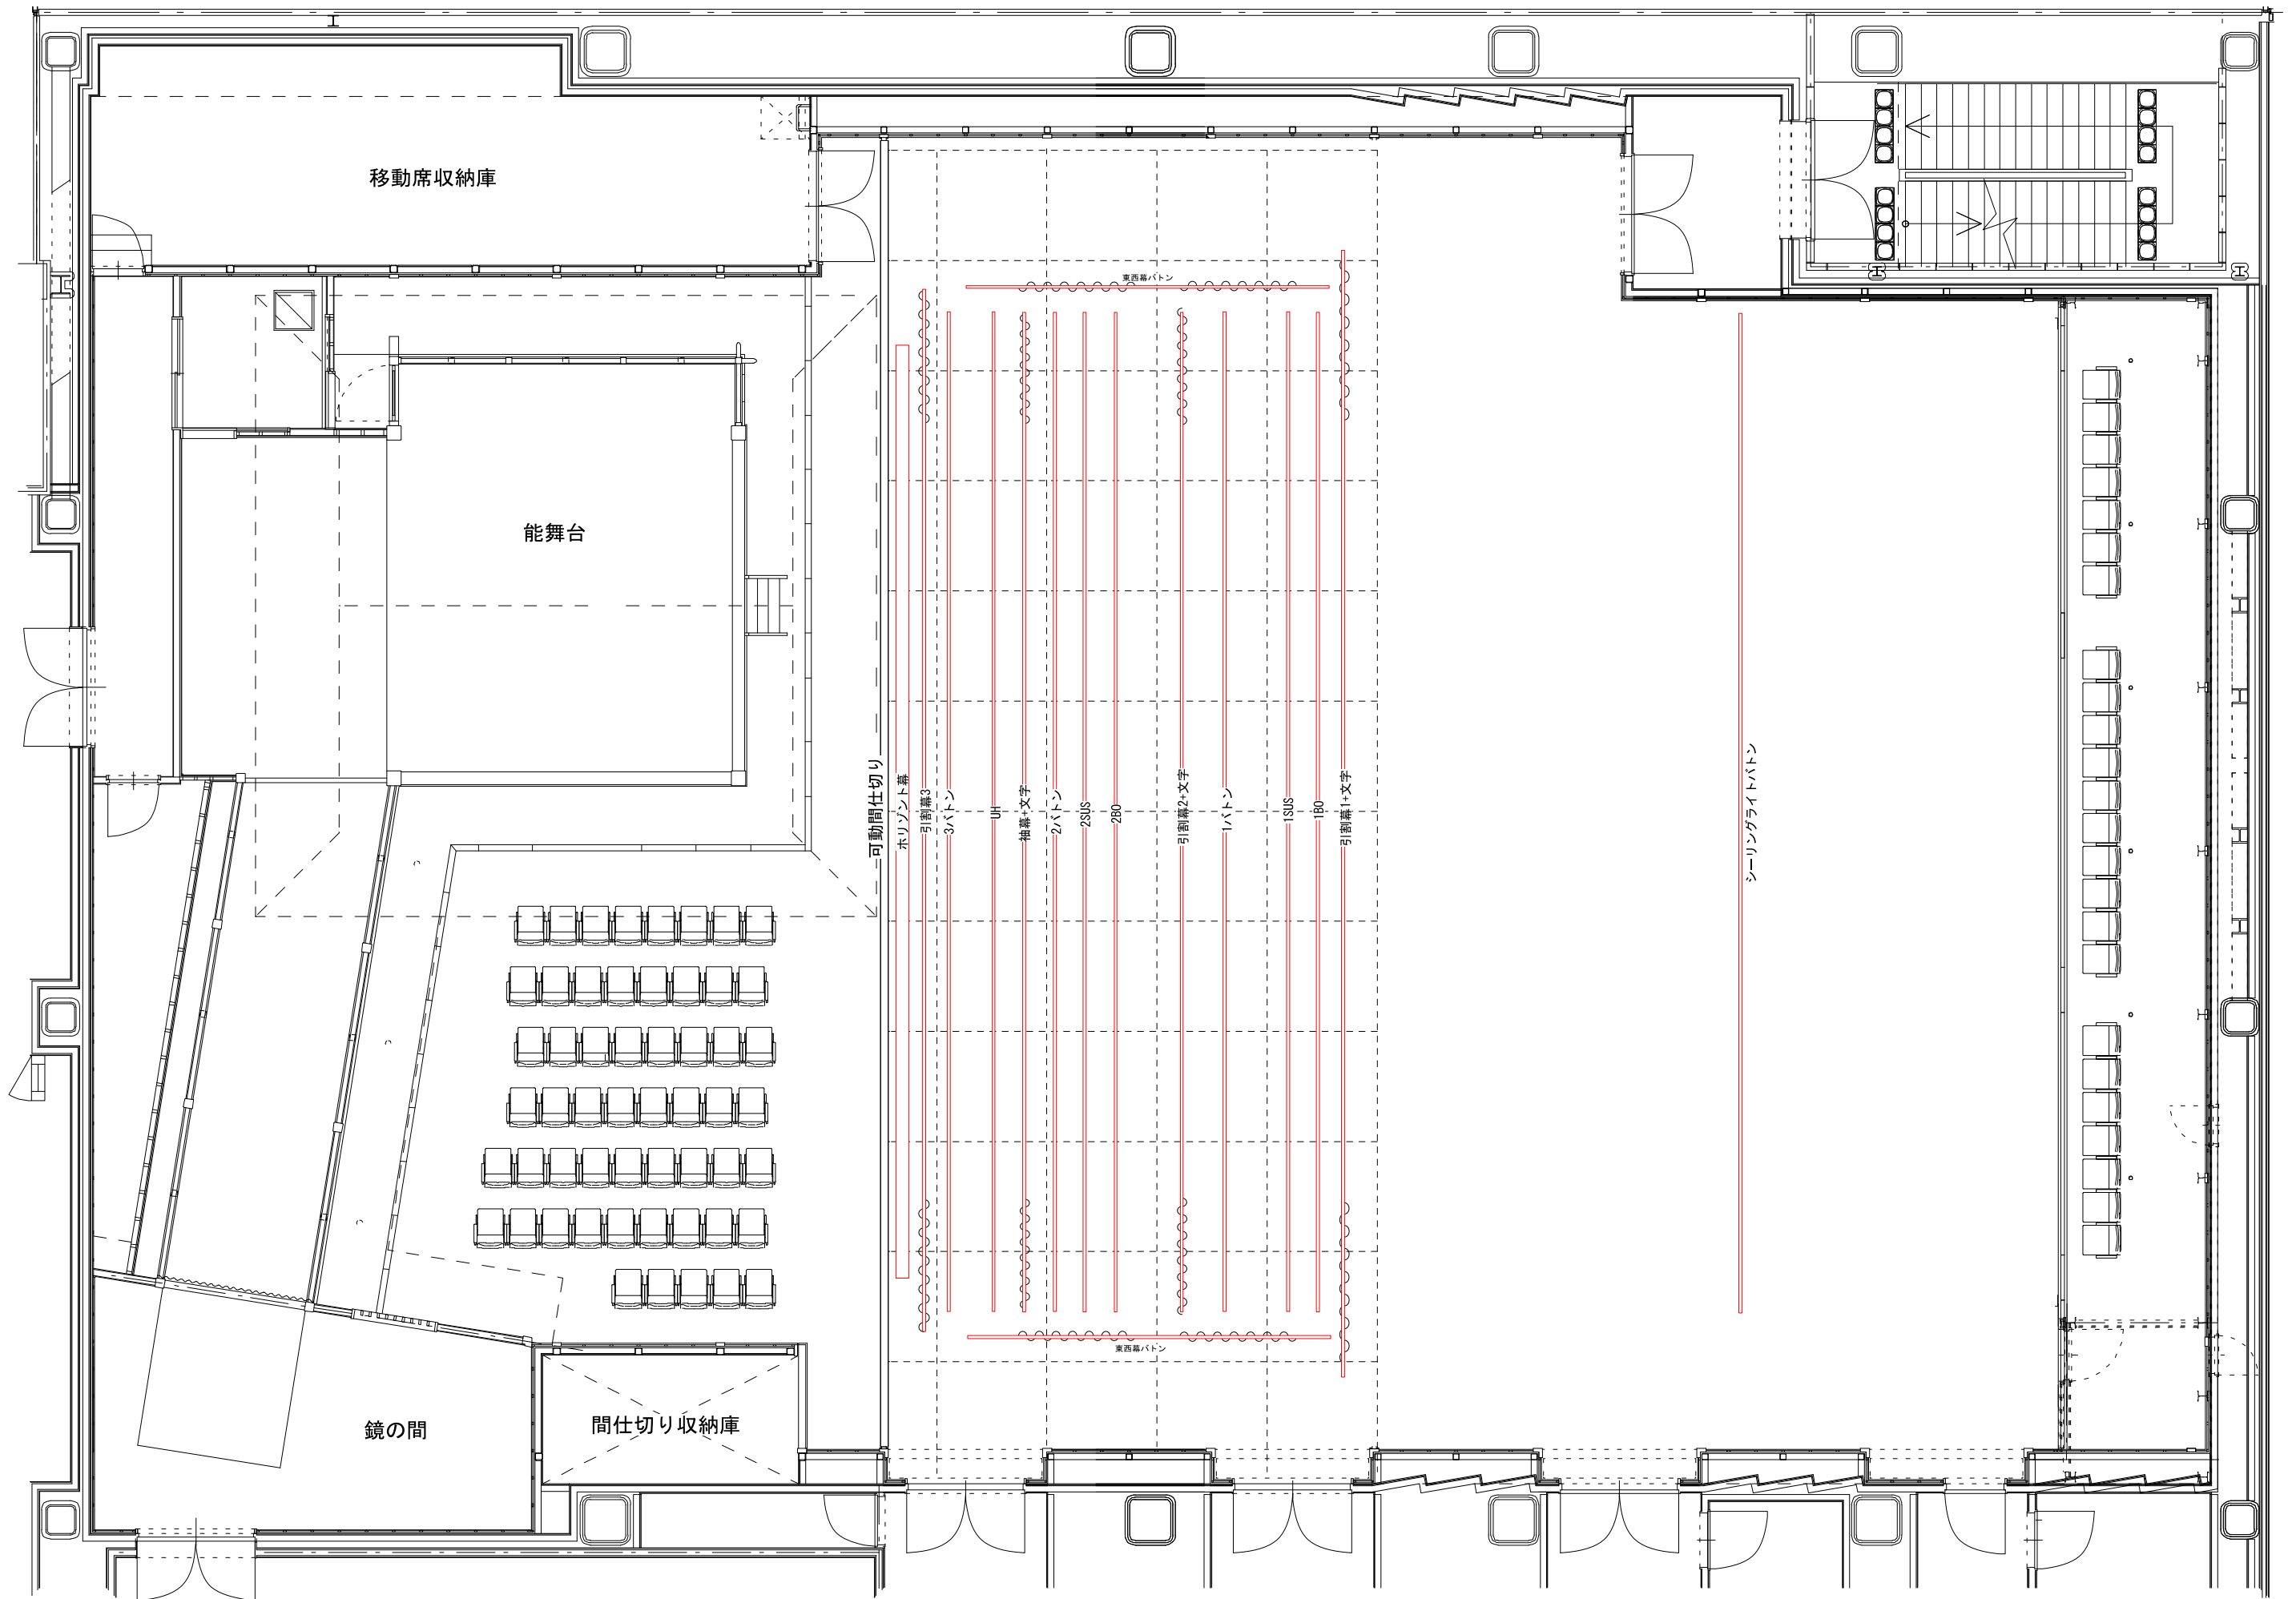 移動席収納庫
東西幕バトン
能舞台
可動間仕切り
ホリゾント幕
引割幕3
3バトン
UH
袖幕+文字
2バトン
2SUS
2BO
引割幕2+文字
1バトン
1SUS
1BO
引割幕1+文字
シーリングライトバトン
東西幕バトン
鏡の間
間仕切り収納庫